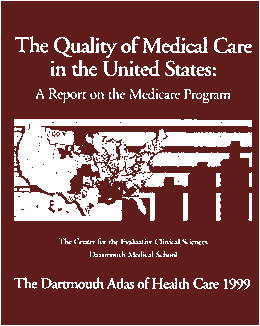 The Quality of Medical Care
in the United States:
A Report on the Medicare Program
The Center for the Evaluative Clinical Sciences
Dartmouth Medical School
The Dartmouth Atlas of Health Care 1999